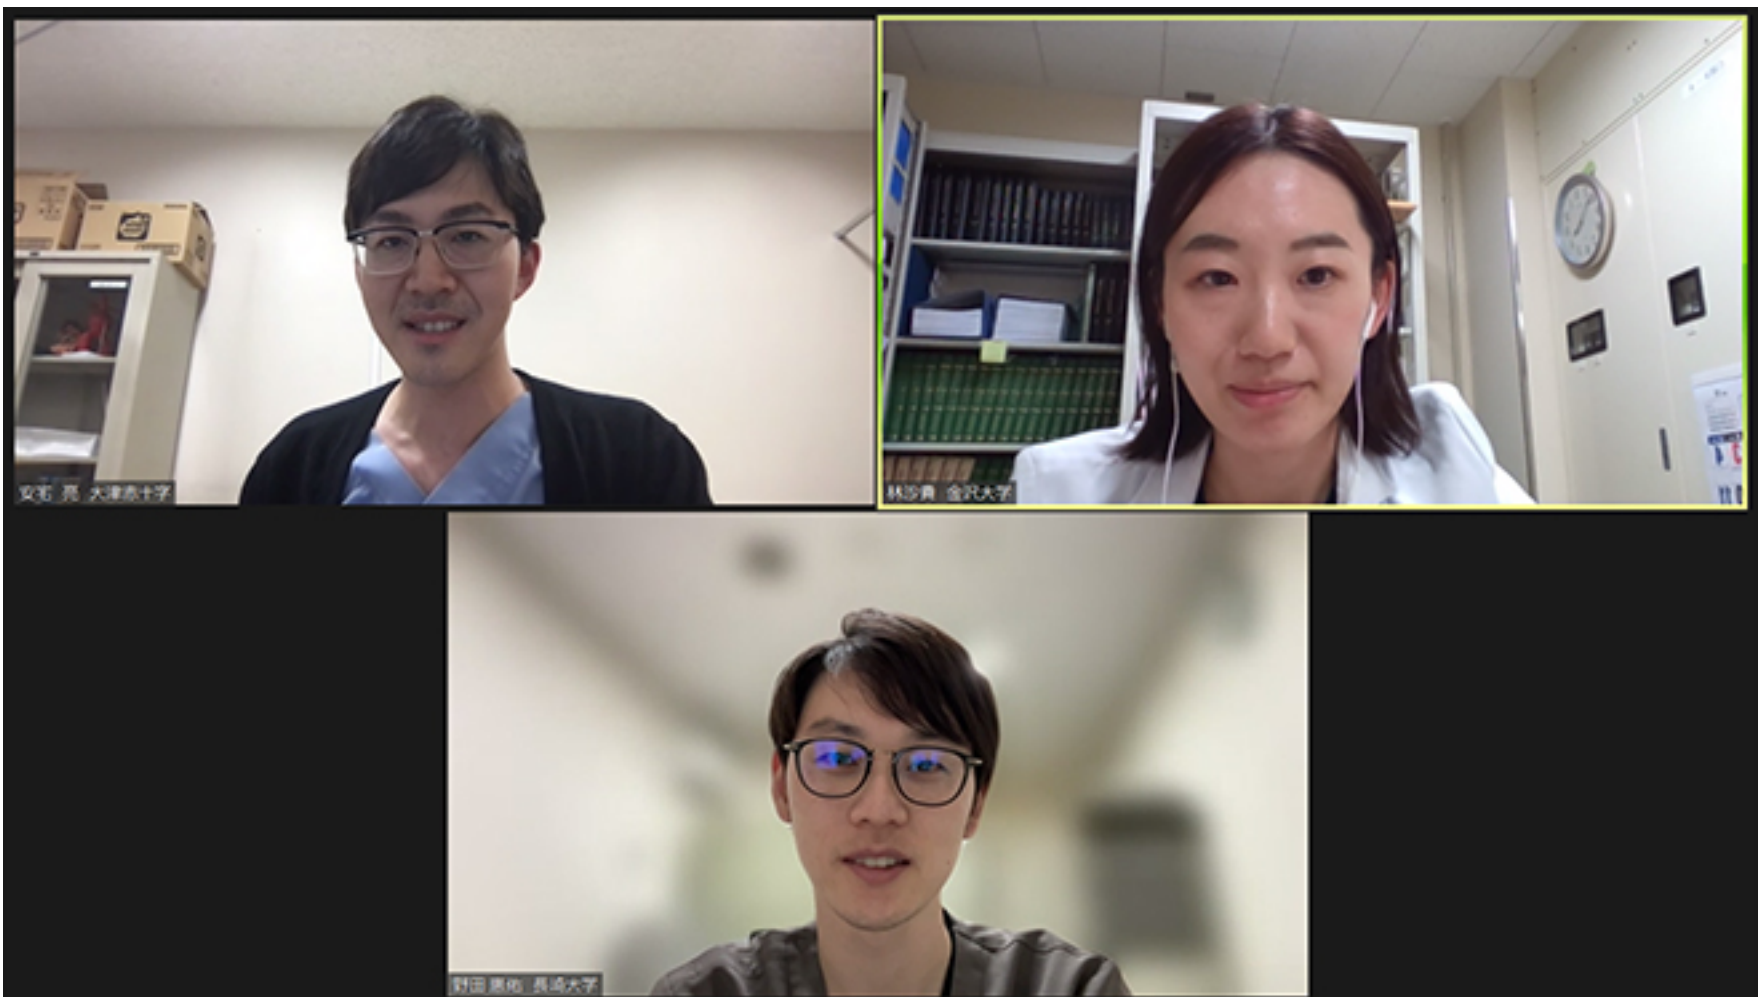 安宅 亮 大津赤十字
林沙貴 金沢大学
野田 惠佑 長崎大学